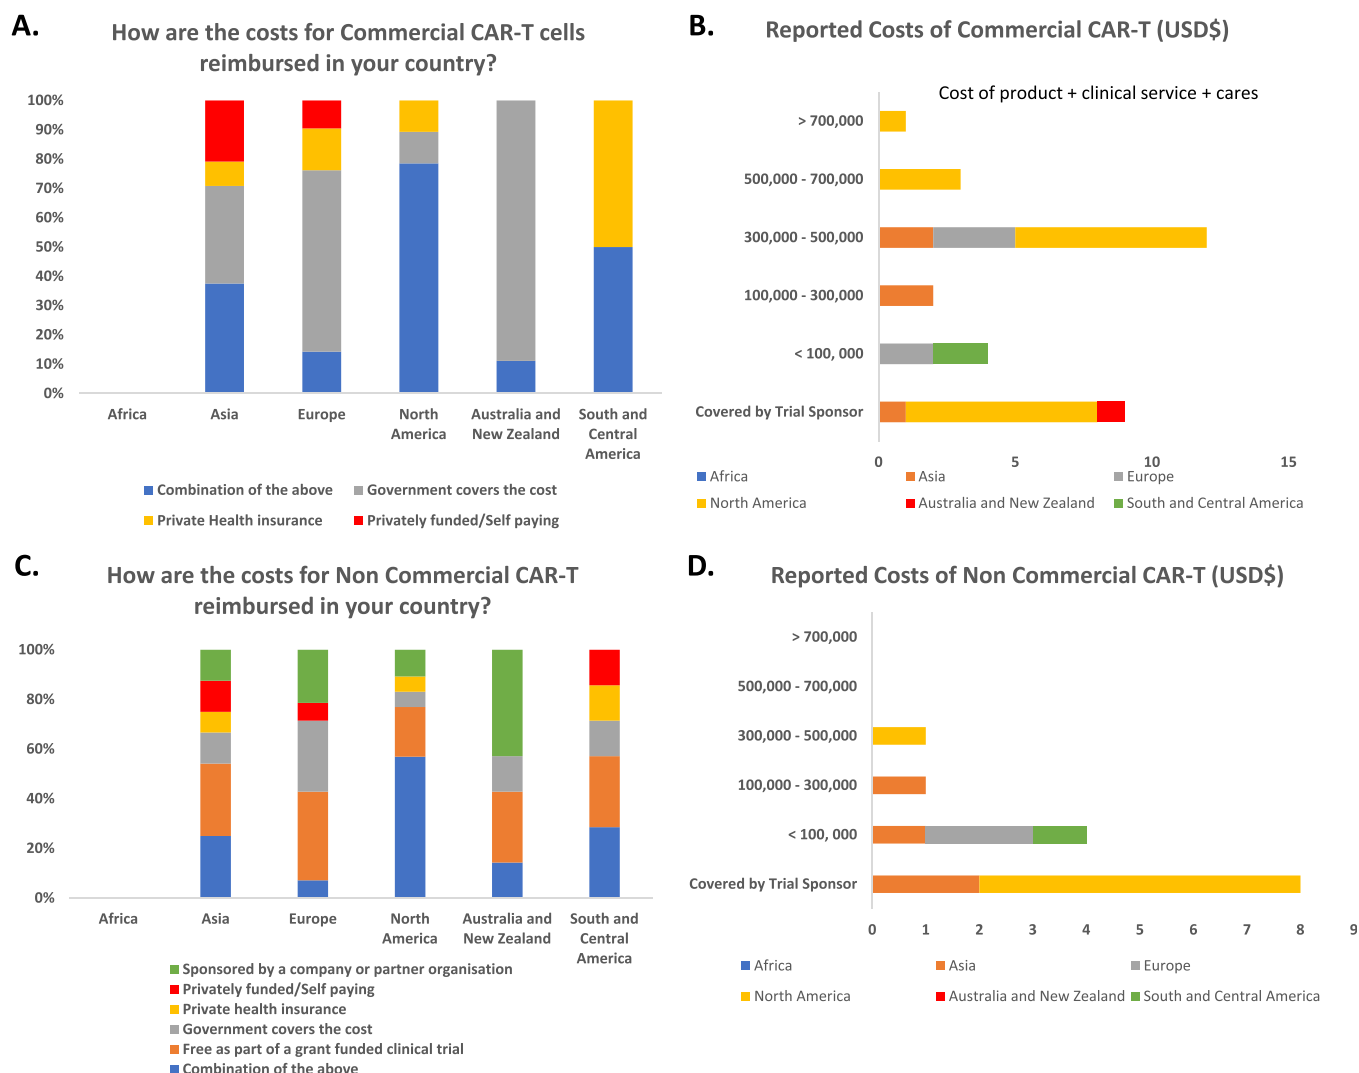 A.
How are the costs for Commercial CAR-T cells
reimbursed in your country?
100%
90%
80%
70%
60%
50%
40%
30%
20%
10%
0%
Africa
Asia
Europe
North
America
Australia and
New Zealand
South and
Central
America
Combination of the above
Government covers the cost
Private Health insurance
Privately funded/Self paying
B.
Reported Costs of Commercial CAR-T (USD$)
Cost of product + clinical service + cares
> 700,000
500,000 - 700,000
300,000 - 500,000
100,000 - 300,000
< 100, 000
Covered by Trial Sponsor
0 5 10 15
Africa
Asia
Europe
North America
Australia and New Zealand
South and Central America
C.
How are the costs for Non Commercial CAR-T
reimbursed in your country?
100%
80%
60%
40%
20%
0%
Africa
Asia
Europe
North
America
Australia and
New Zealand
South and
Central
America
Sponsored by a company or partner organisation
Privately funded/Self paying
Private health insurance
Government covers the cost
Free as part of a grant funded clinical trial
Combination of the above
D.
Reported Costs of Non Commercial CAR-T (USD$)
> 700,000
500,000 - 700,000
300,000 - 500,000
100,000 - 300,000
< 100, 000
Covered by Trial Sponsor
0 1 2 3 4 5 6 7 8 9
Africa
Asia
Europe
North America
Australia and New Zealand
South and Central America